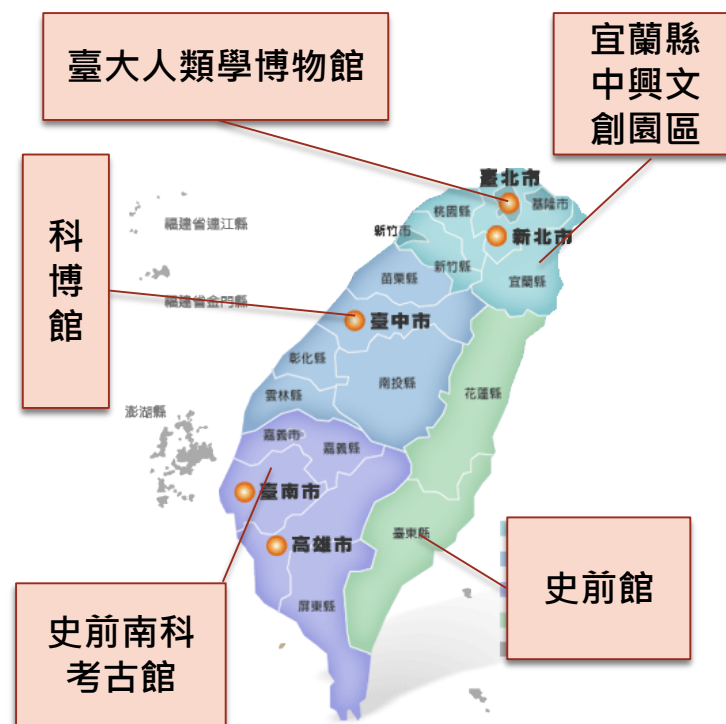 臺大人類學博物館
宜蘭縣
中興文
創園區
臺北市
桃園縣
基隆市
福建省連江縣
新竹市
新北市
科
博
館
新竹縣
苗栗縣
宜蘭縣
福建省金門縣
臺中市
彰化縣
南投縣
雲林縣
花蓮縣
澎湖縣
嘉義市
嘉義縣
臺南市
臺東縣
高雄市
史前館
屏東縣
史前南科
考古館